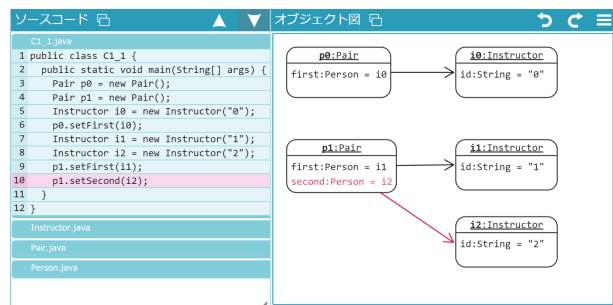 ソースコード
C1_1.java
1 public class C1_1 {
2 public static void main(String[] args) {
3 Pair p0 = new Pair();
4 Pair p1 = new Pair();
5 Instructor i0 = new Instructor("0");
6 p0.setFirst(i0);
7 Instructor i1 = new Instructor("1");
8 Instructor i2 = new Instructor("2");
9 p1.setFirst(i1);
10 p1.setSecond(i2);
11 }
12 }
Instructor.java
Pair.java
Person.java
オブジェクト図
p0:Pair
first:Person = i0
i0:Instructor
id:String = "0"
p1:Pair
first:Person = i1
second:Person = i2
i1:Instructor
id:String = "1"
i2:Instructor
id:String = "2"